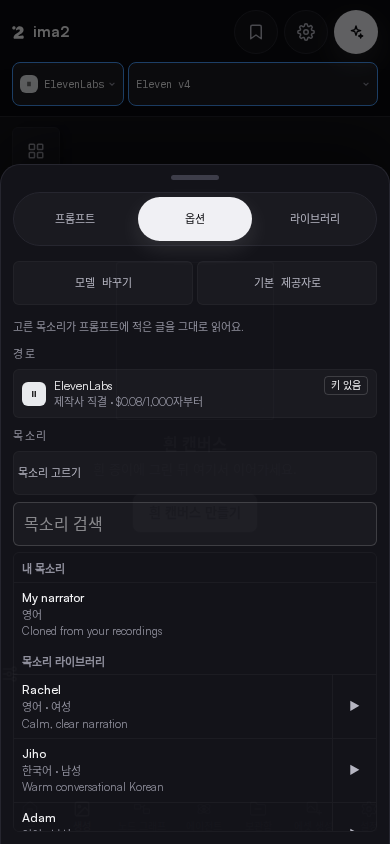 ima2
ElevenLabs
Eleven v4
프롬프트
옵션
라이브러리
모델 바꾸기
기본 제공자로
고른 목소리가 프롬프트에 적은 글을 그대로 읽어요.
경로
ElevenLabs
키 있음
제작사 직결 · $0.08/1,000자부터
목소리
목소리 고르기
목소리 검색
내 목소리
My narrator
영어
Cloned from your recordings
목소리 라이브러리
Rachel
영어 · 여성
Calm, clear narration
Jiho
한국어 · 남성
Warm conversational Korean
Adam